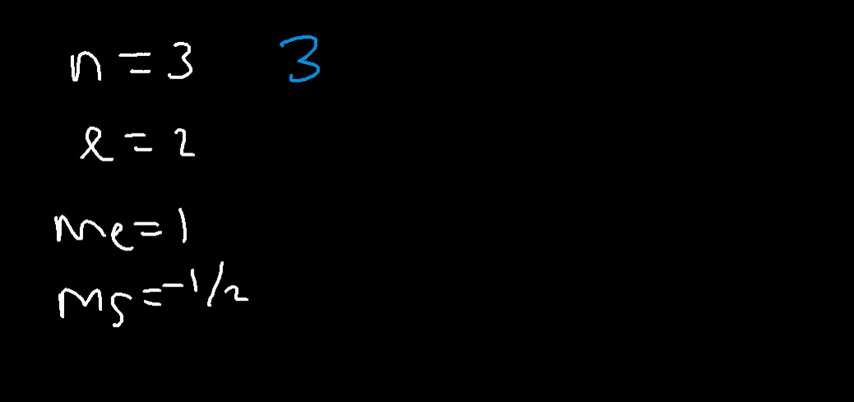 n = 3 3
l = 2
ml = 1
ms = -1/2